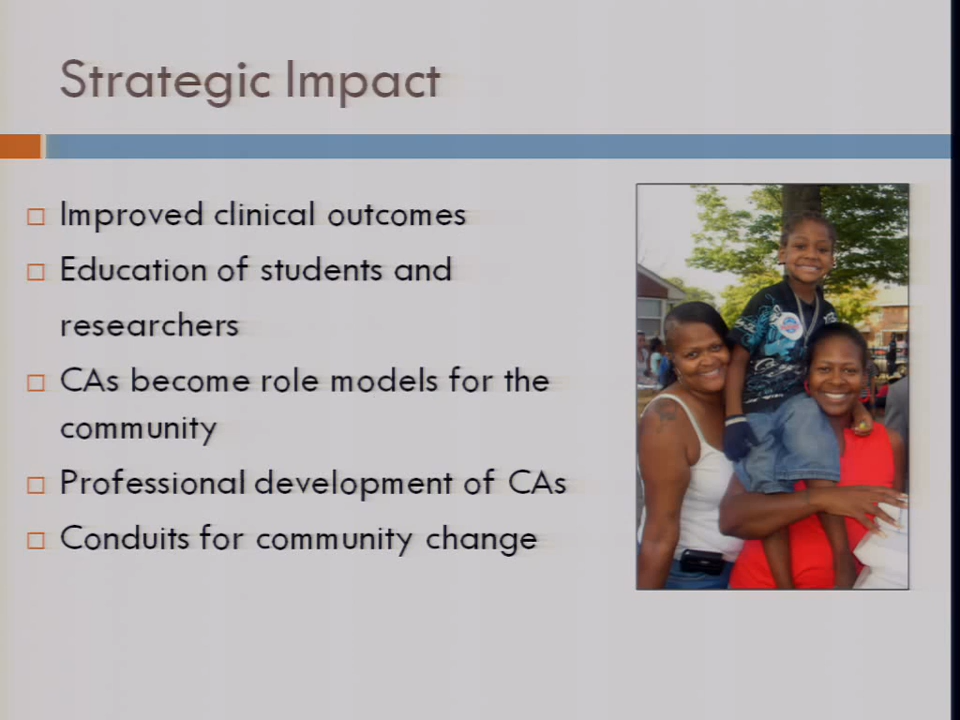 Strategic Impact
Improved clinical outcomes
Education of students and
researchers
CAs become role models for the
community
Professional development of CAs
Conduits for community change